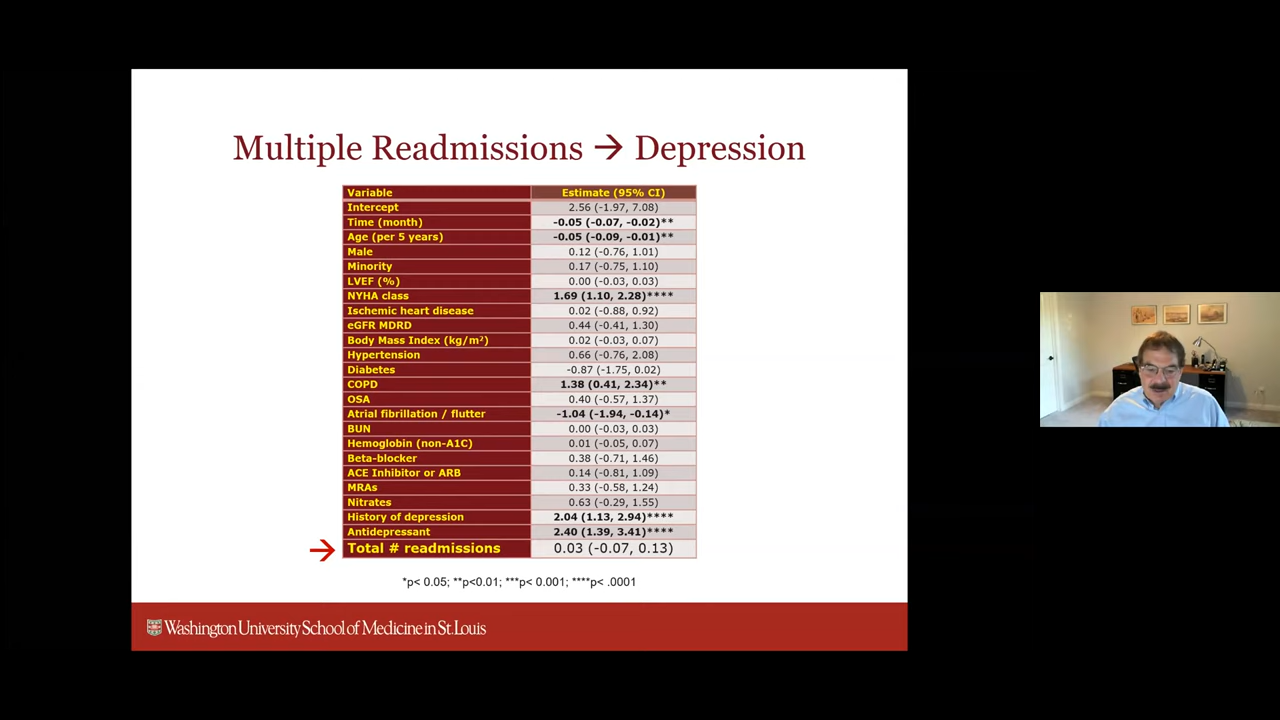 Multiple Readmissions → Depression
Variable Estimate (95% CI)
Intercept 2.56 (-1.97, 7.08)
Time (month) -0.05 (-0.07, -0.02)**
Age (per 5 years) -0.05 (-0.09, -0.01)**
Male 0.12 (-0.76, 1.01)
Minority 0.17 (-0.75, 1.10)
LVEF (%) 0.00 (-0.03, 0.03)
NYHA class 1.69 (1.10, 2.28)****
Ischemic heart disease 0.02 (-0.88, 0.92)
eGFR MDRD 0.44 (-0.41, 1.30)
Body Mass Index (kg/m²) 0.02 (-0.03, 0.07)
Hypertension 0.66 (-0.76, 2.08)
Diabetes -0.87 (-1.75, 0.02)
COPD 1.38 (0.41, 2.34)**
OSA 0.40 (-0.57, 1.37)
Atrial fibrillation / flutter -1.04 (-1.94, -0.14)*
BUN 0.00 (-0.03, 0.03)
Hemoglobin (non-A1C) 0.01 (-0.05, 0.07)
Beta-blocker 0.38 (-0.71, 1.46)
ACE Inhibitor or ARB 0.14 (-0.81, 1.09)
MRAs 0.33 (-0.58, 1.24)
Nitrates 0.63 (-0.29, 1.55)
History of depression 2.04 (1.13, 2.94)****
Antidepressant 2.40 (1.39, 3.41)****
→ Total # readmissions 0.03 (-0.07, 0.13)
*p< 0.05; **p<0.01; ***p< 0.001; ****p< .0001
Washington University School of Medicine in St. Louis